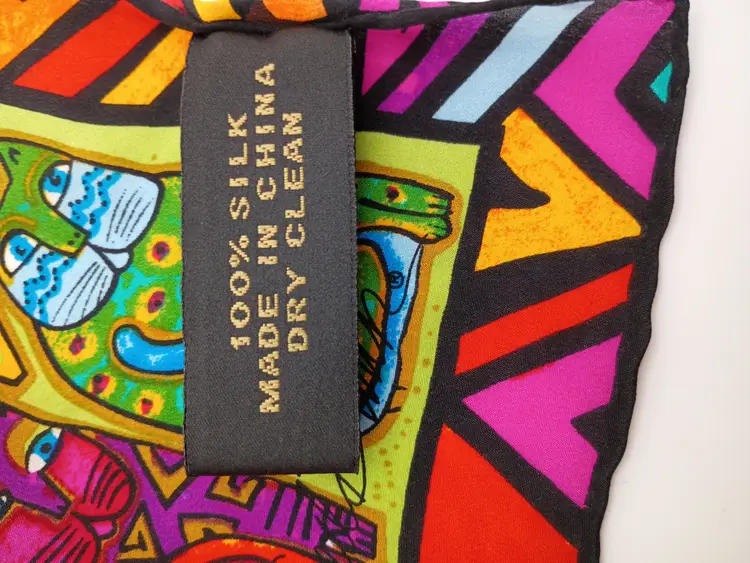 100% SILK
MADE IN CHINA
DRY CLEAN
®